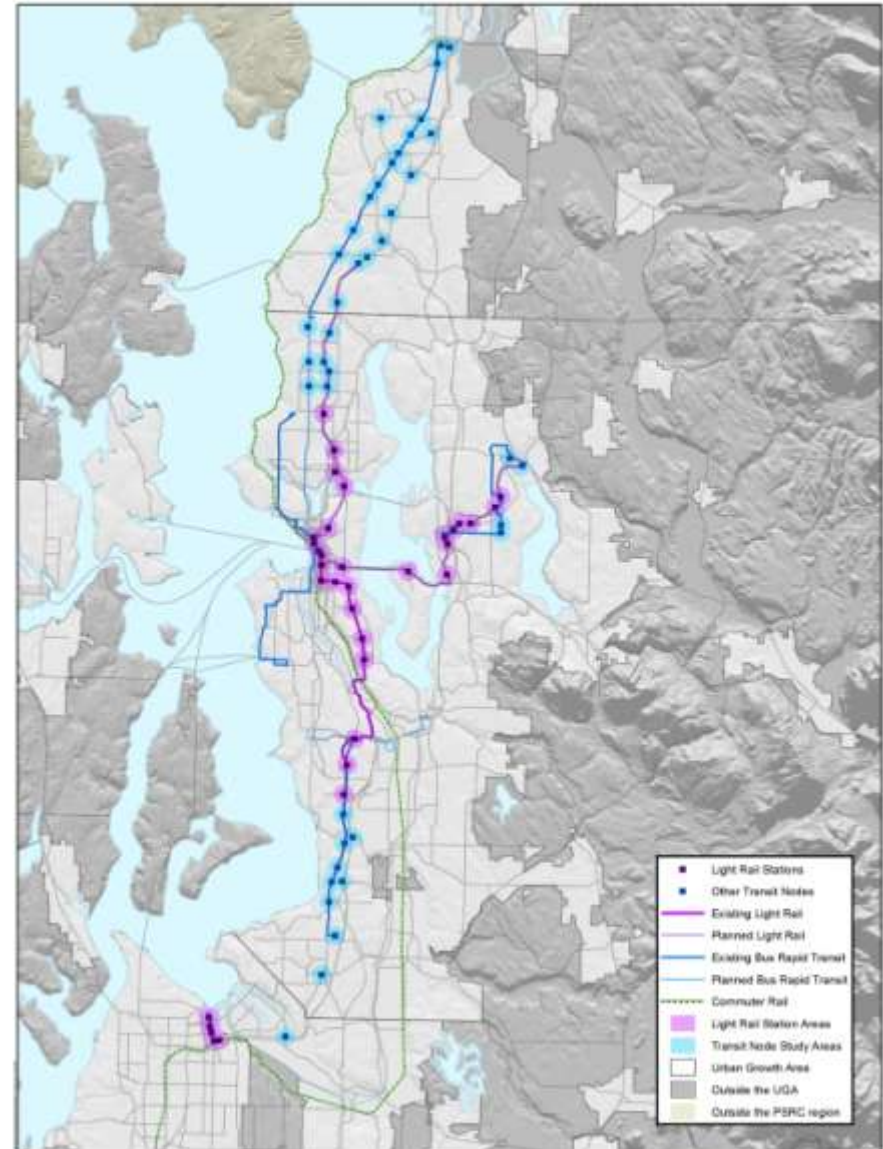 Light Rail Stations
Other Transit Nodes
Existing Light Rail
Planned Light Rail
Existing Bus Rapid Transit
Planned Bus Rapid Transit
Commuter Rail
Light Rail Station Areas
Transit Node Study Areas
Urban Growth Area
Outside the UGA
Outside the PSRC region